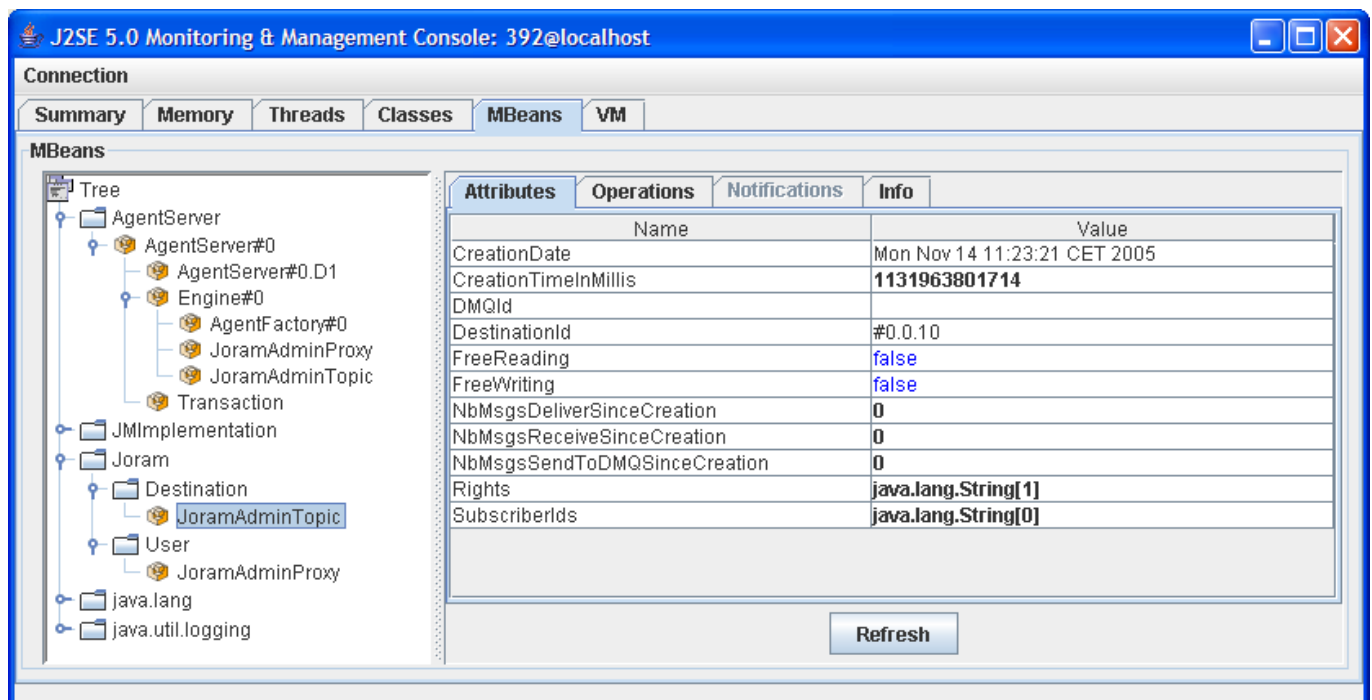 J2SE 5.0 Monitoring & Management Console: 392@localhost
Connection
Summary Memory Threads Classes MBeans VM
MBeans
Tree
AgentServer
AgentServer#0
AgentServer#0.D1
Engine#0
AgentFactory#0
JoramAdminProxy
JoramAdminTopic
Transaction
JMImplementation
Joram
Destination
JoramAdminTopic
User
JoramAdminProxy
java.lang
java.util.logging
Attributes Operations Notifications Info
Name Value
CreationDate Mon Nov 14 11:23:21 CET 2005
CreationTimeInMillis 1131963801714
DMQId
DestinationId #0.0.10
FreeReading false
FreeWriting false
NbMsgsDeliverSinceCreation 0
NbMsgsReceiveSinceCreation 0
NbMsgsSendToDMQSinceCreation 0
Rights java.lang.String[1]
SubscriberIds java.lang.String[0]
Refresh